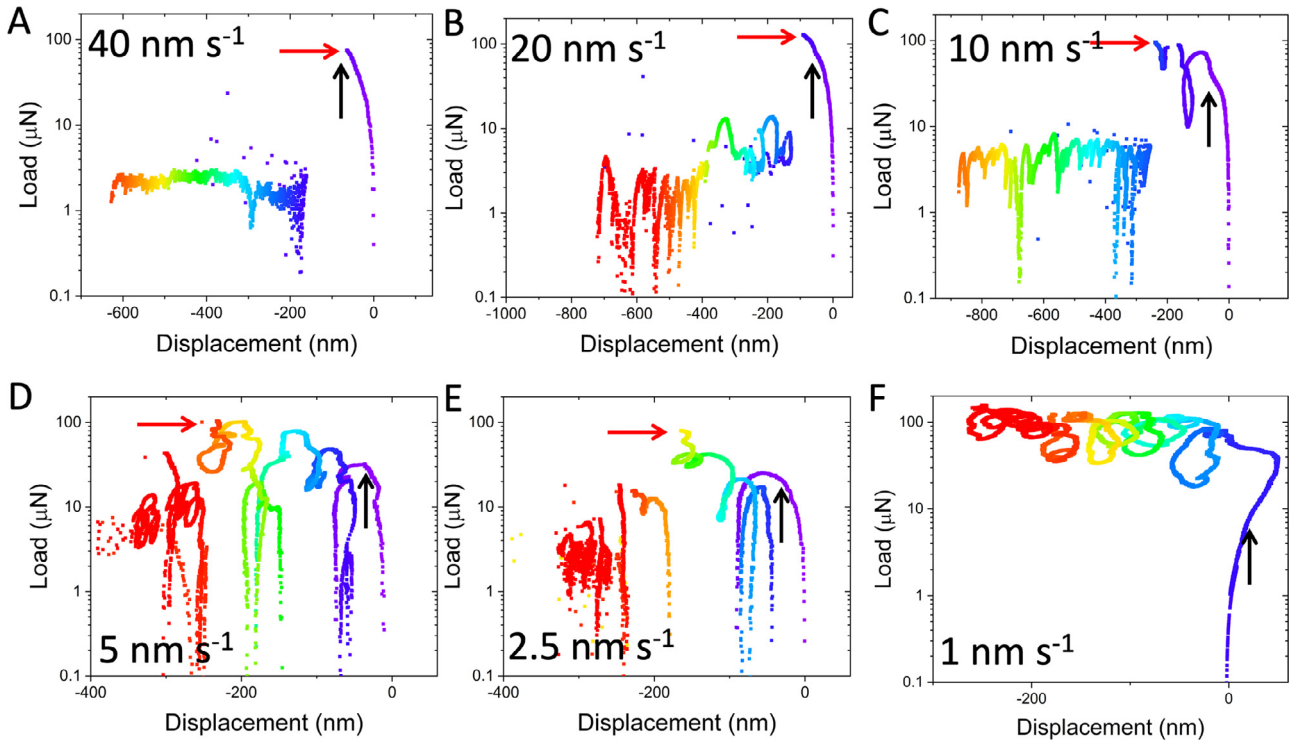 A
40 nm s-1
100
10
1
0.1
Load (μN)
-600
-400
-200
0
Displacement (nm)
B
20 nm s-1
100
10
1
0.1
Load (μN)
-1000
-800
-600
-400
-200
0
Displacement (nm)
C
10 nm s-1
100
10
1
0.1
Load (μN)
-800
-600
-400
-200
0
Displacement (nm)
D
5 nm s-1
100
10
1
0.1
Load (μN)
-400
-200
0
Displacement (nm)
E
2.5 nm s-1
100
10
1
0.1
Load (μN)
-400
-200
0
Displacement (nm)
F
1 nm s-1
100
10
1
0.1
Load (μN)
-200
0
Displacement (nm)